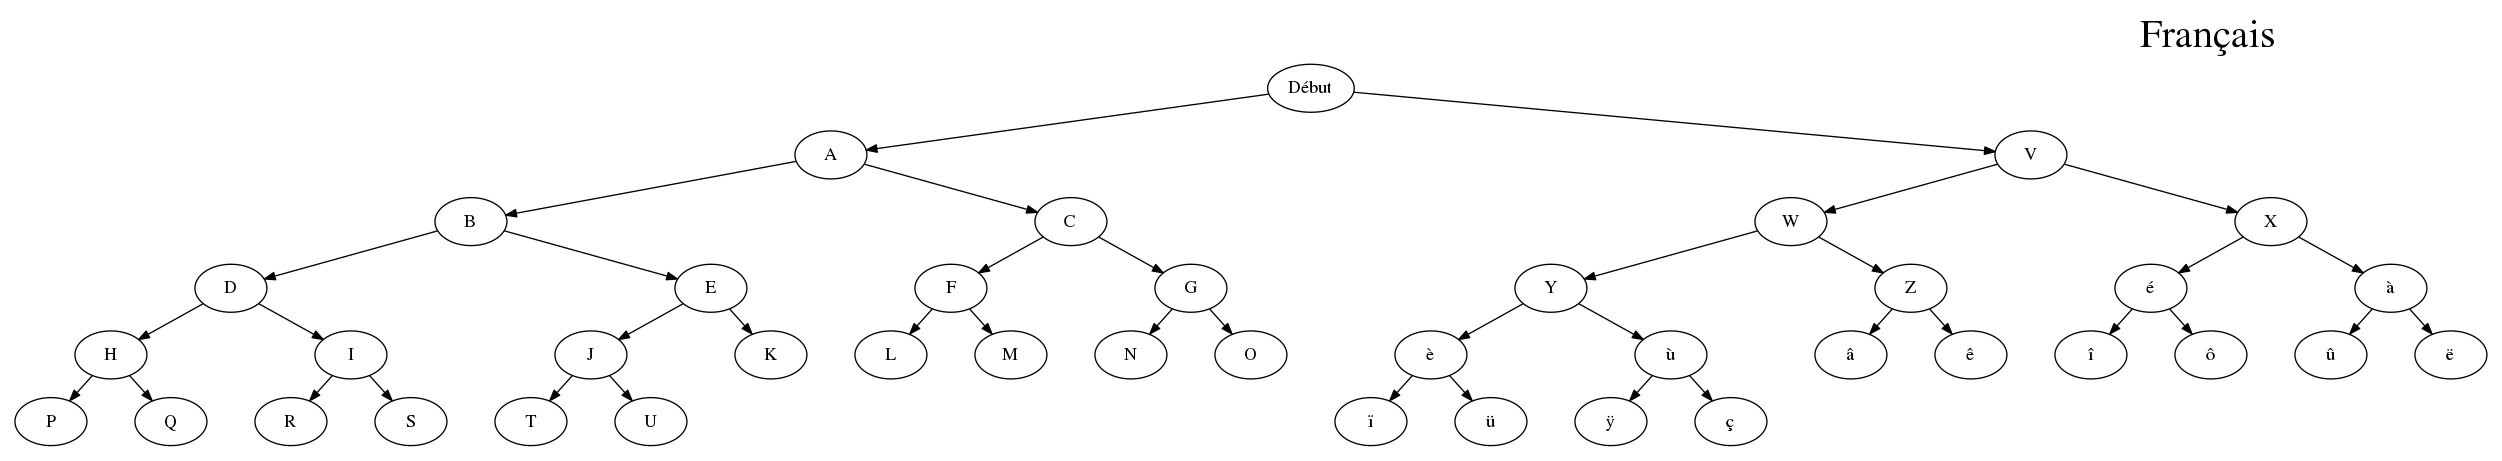 Français
Début
A V
B C W X
D E F G Y Z é à
H I J K L M N O è ù â ê î ô û ë
P Q R S T U ï ü ÿ ç